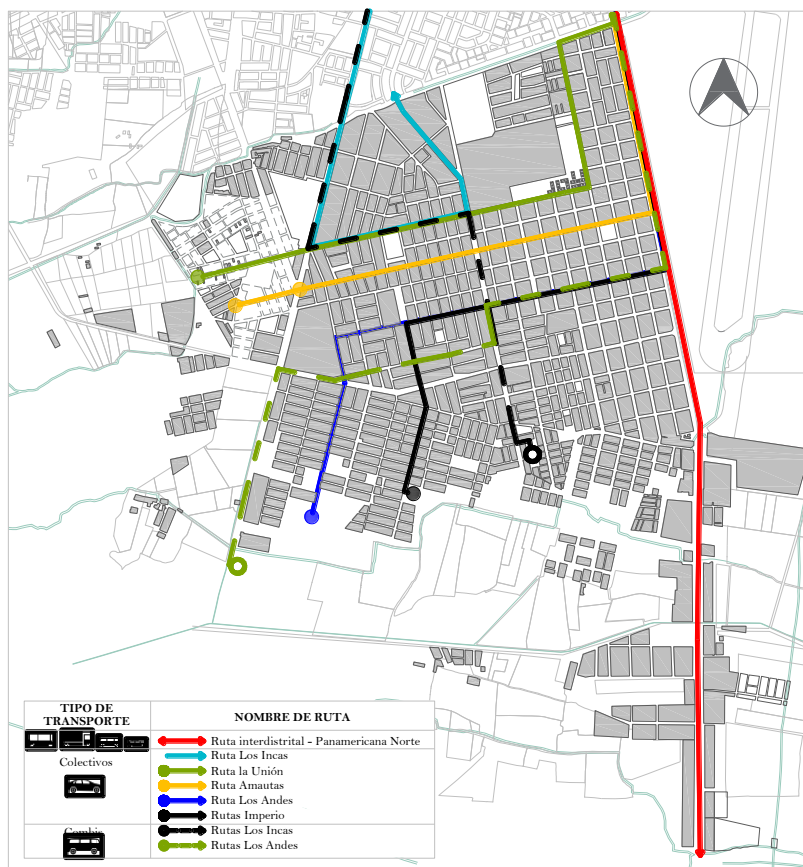 TIPO DE
TRANSPORTE
NOMBRE DE RUTA
Ruta interdistrital - Panamericana Norte
Colectivos
Ruta Los Incas
Ruta la Unión
Ruta Amautas
Ruta Los Andes
Rutas Imperio
Combis
Rutas Los Incas
Rutas Los Andes